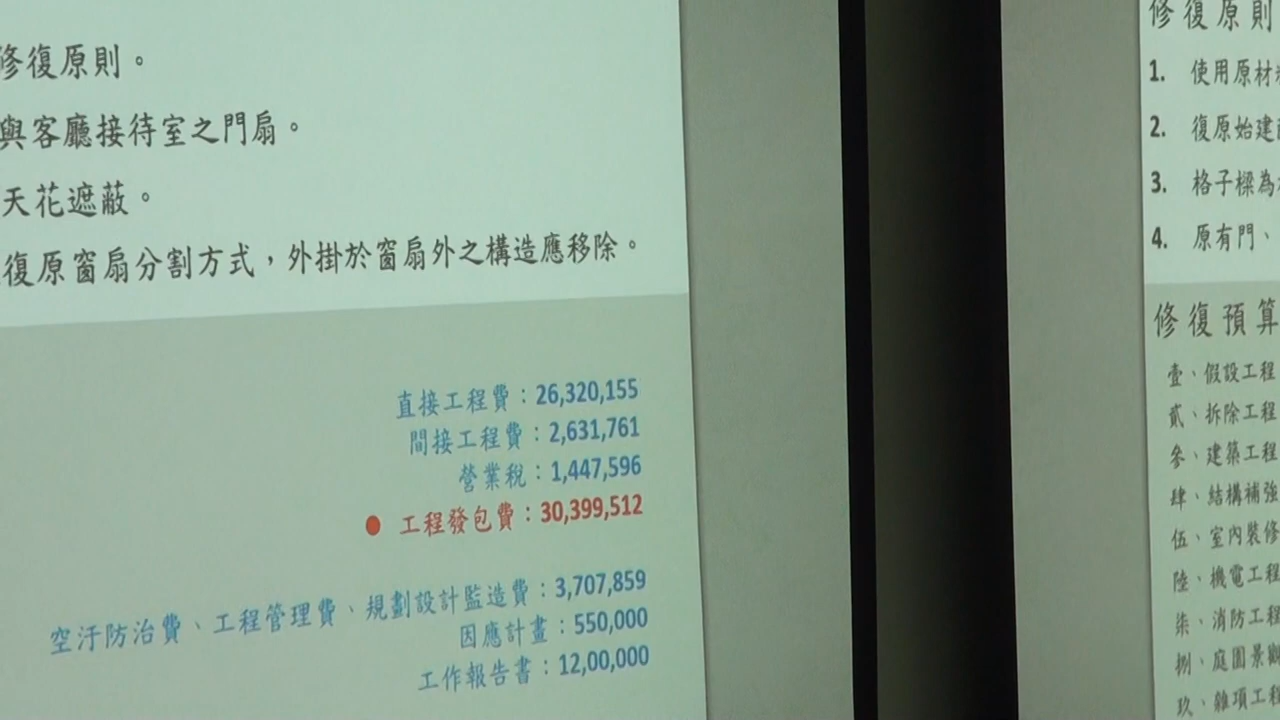 修復原則。
與客廳接待室之門扇。
天花遮蔽。
復原窗扇分割方式，外掛於窗扇外之構造應移除。
直接工程費：26,320,155
間接工程費：2,631,761
營業稅：1,447,596
● 工程發包費：30,399,512
空汙防治費、工程管理費、規劃設計監造費：3,707,859
因應計畫：550,000
工作報告書：12,00,000
修復原則
1. 使用原材
2. 復原始建
3. 格子樑為
4. 原有門、
修復預算
壹、假設工程
貳、拆除工程
參、建築工程
肆、結構補強
伍、室內裝修
陸、機電工程
柒、消防工程
捌、庭園景觀
玖、雜項工程